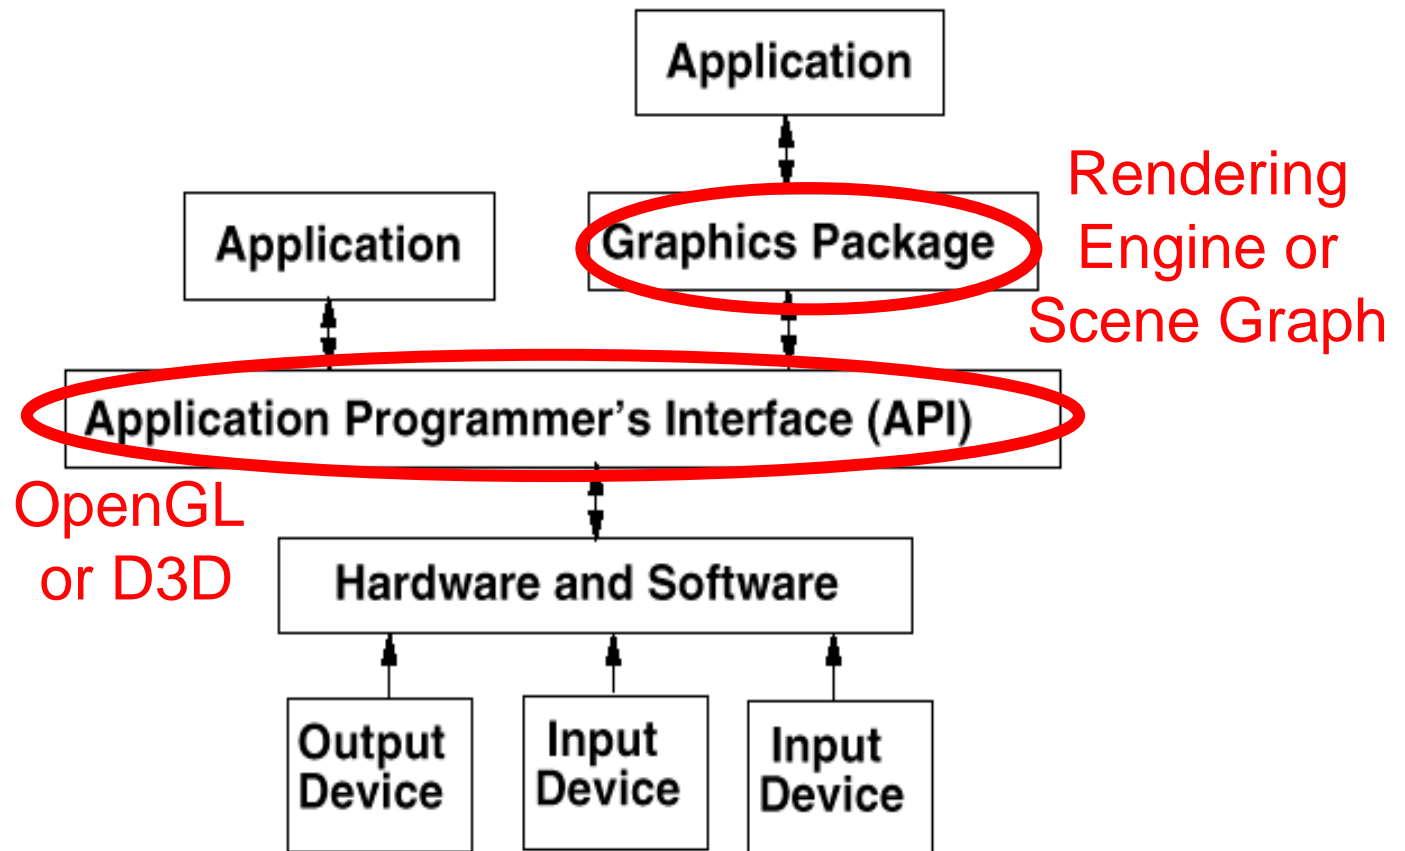 Application
Rendering
Engine or
Scene Graph
Application
Graphics Package
Application Programmer’s Interface (API)
OpenGL
or D3D
Hardware and Software
Output
Device
Input
Device
Input
Device